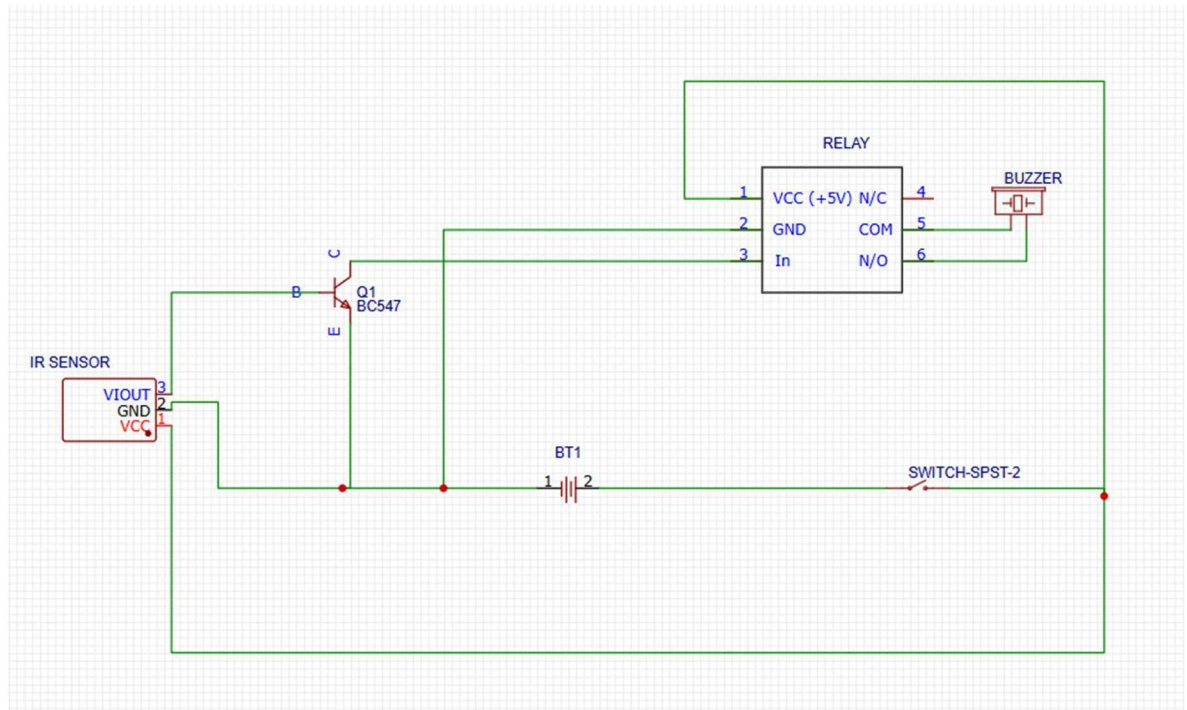 RELAY
BUZZER
1 VCC (+5V) N/C 4
2 GND COM 5
3 In N/O 6
C
B
Q1
BC547
E
IR SENSOR
VIOUT 3
GND 2
VCC 1
BT1
1 2
SWITCH-SPST-2